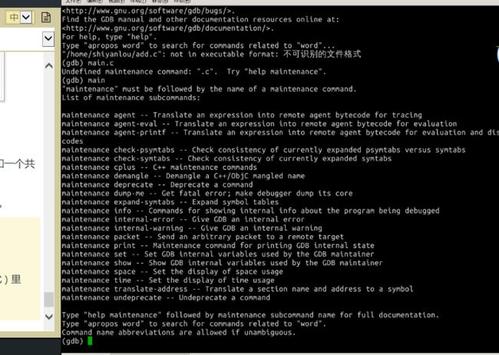 中
<http://www.gnu.org/software/gdb/bugs/>.
Find the GDB manual and other documentation resources online at:
<http://www.gnu.org/software/gdb/documentation/>.
For help, type "help".
Type "apropos word" to search for commands related to "word"...
"/home/shiyanlou/add.c": not in executable format: 不可识别的文件格式
(gdb) main.c
Undefined maintenance command: ".c".  Try "help maintenance".
(gdb) main
"maintenance" must be followed by the name of a maintenance command.
List of maintenance subcommands:
maintenance agent -- Translate an expression into remote agent bytecode for tracing
maintenance agent-eval -- Translate an expression into remote agent bytecode for evaluation
maintenance agent-printf -- Translate an expression into remote agent bytecode for evaluation and dis
codes
maintenance check-psymtabs -- Check consistency of currently expanded psymtabs versus symtabs
maintenance check-symtabs -- Check consistency of currently expanded symtabs
maintenance cplus -- C++ maintenance commands
maintenance demangle -- Demangle a C++/ObjC mangled name
maintenance deprecate -- Deprecate a command
maintenance dump-me -- Get fatal error; make debugger dump its core
maintenance expand-symtabs -- Expand symbol tables
maintenance info -- Commands for showing internal info about the program being debugged
maintenance internal-error -- Give GDB an internal error
maintenance internal-warning -- Give GDB an internal warning
maintenance packet -- Send an arbitrary packet to a remote target
maintenance print -- Maintenance command for printing GDB internal state
maintenance set -- Set GDB internal variables used by the GDB maintainer
maintenance show -- Show GDB internal variables used by the GDB maintainer
maintenance space -- Set the display of space usage
maintenance time -- Set the display of time usage
maintenance translate-address -- Translate a section name and address to a symbol
maintenance undeprecate -- Undeprecate a command
Type "help maintenance" followed by maintenance subcommand name for full documentation.
Type "apropos word" to search for commands related to "word".
Command name abbreviations are allowed if unambiguous.
(gdb)
和一个共
C) 里